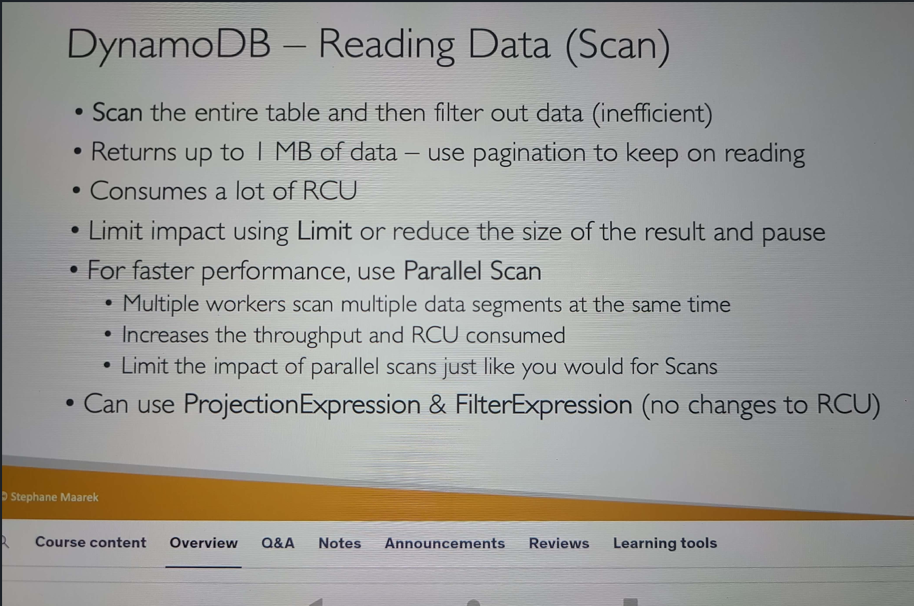 DynamoDB – Reading Data (Scan)
• Scan the entire table and then filter out data (inefficient)
• Returns up to 1 MB of data – use pagination to keep on reading
• Consumes a lot of RCU
• Limit impact using Limit or reduce the size of the result and pause
• For faster performance, use Parallel Scan
• Multiple workers scan multiple data segments at the same time
• Increases the throughput and RCU consumed
• Limit the impact of parallel scans just like you would for Scans
• Can use ProjectionExpression & FilterExpression (no changes to RCU)
© Stephane Maarek
Course content Overview Q&A Notes Announcements Reviews Learning tools